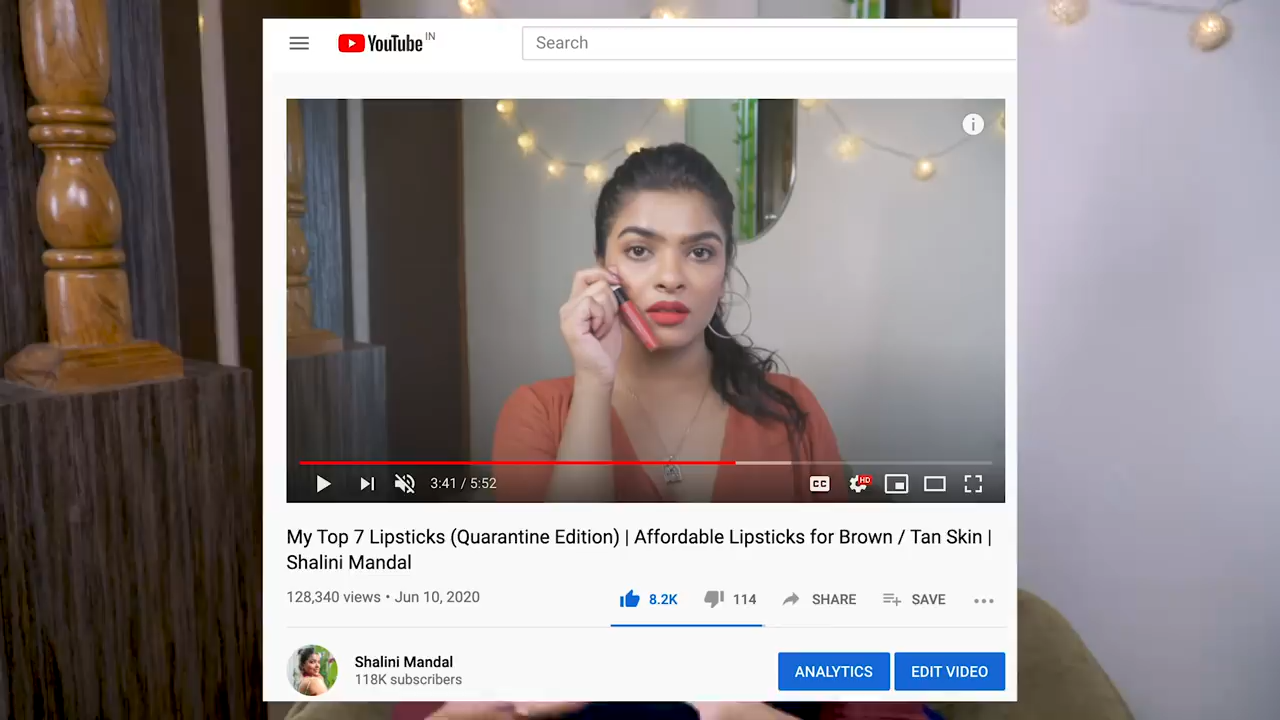 YouTube IN
Search
3:41 / 5:52
CC
HD
My Top 7 Lipsticks (Quarantine Edition) | Affordable Lipsticks for Brown / Tan Skin |
Shalini Mandal
128,340 views • Jun 10, 2020
8.2K
114
SHARE
SAVE
Shalini Mandal
118K subscribers
ANALYTICS
EDIT VIDEO